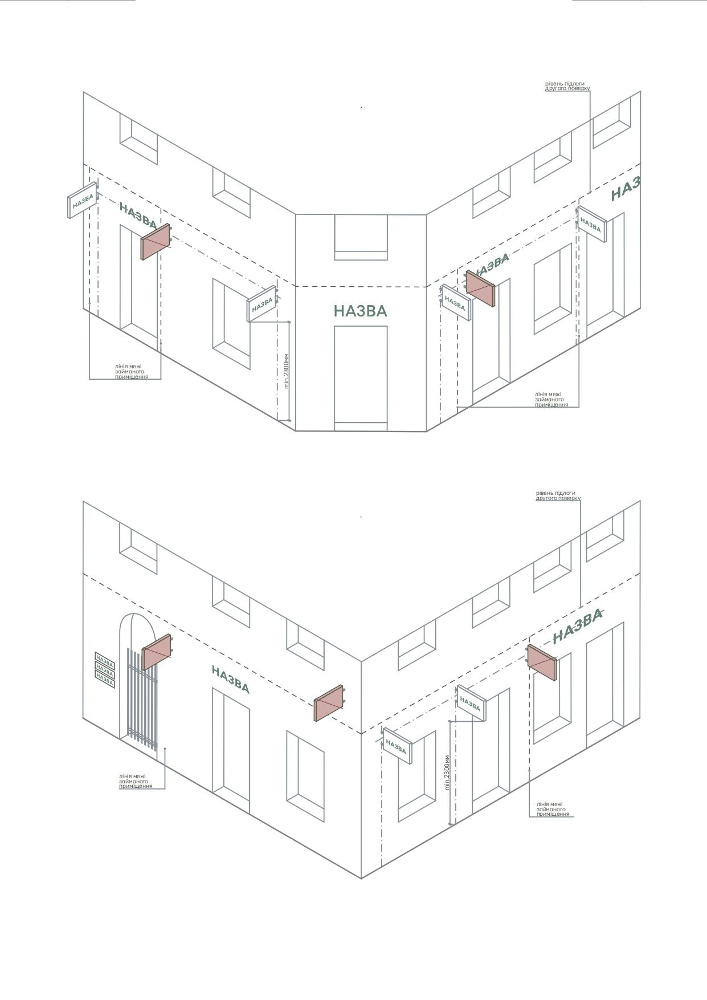 рівень підлоги
другого поверху
НАЗВА
НАЗВА
НАЗВА
НАЗВА
НАЗВА
НАЗВА
НАЗВА
НАЗ
min.2300мм
лінія межі
займаного
приміщення
лінія межі
займаного
приміщення
рівень підлоги
другого поверху
НАЗВА
НАЗВА
НАЗВА
НАЗВА
НАЗВА
НАЗВА
НАЗВА
min.2300мм
лінія межі
займаного
приміщення
лінія межі
займаного
приміщення